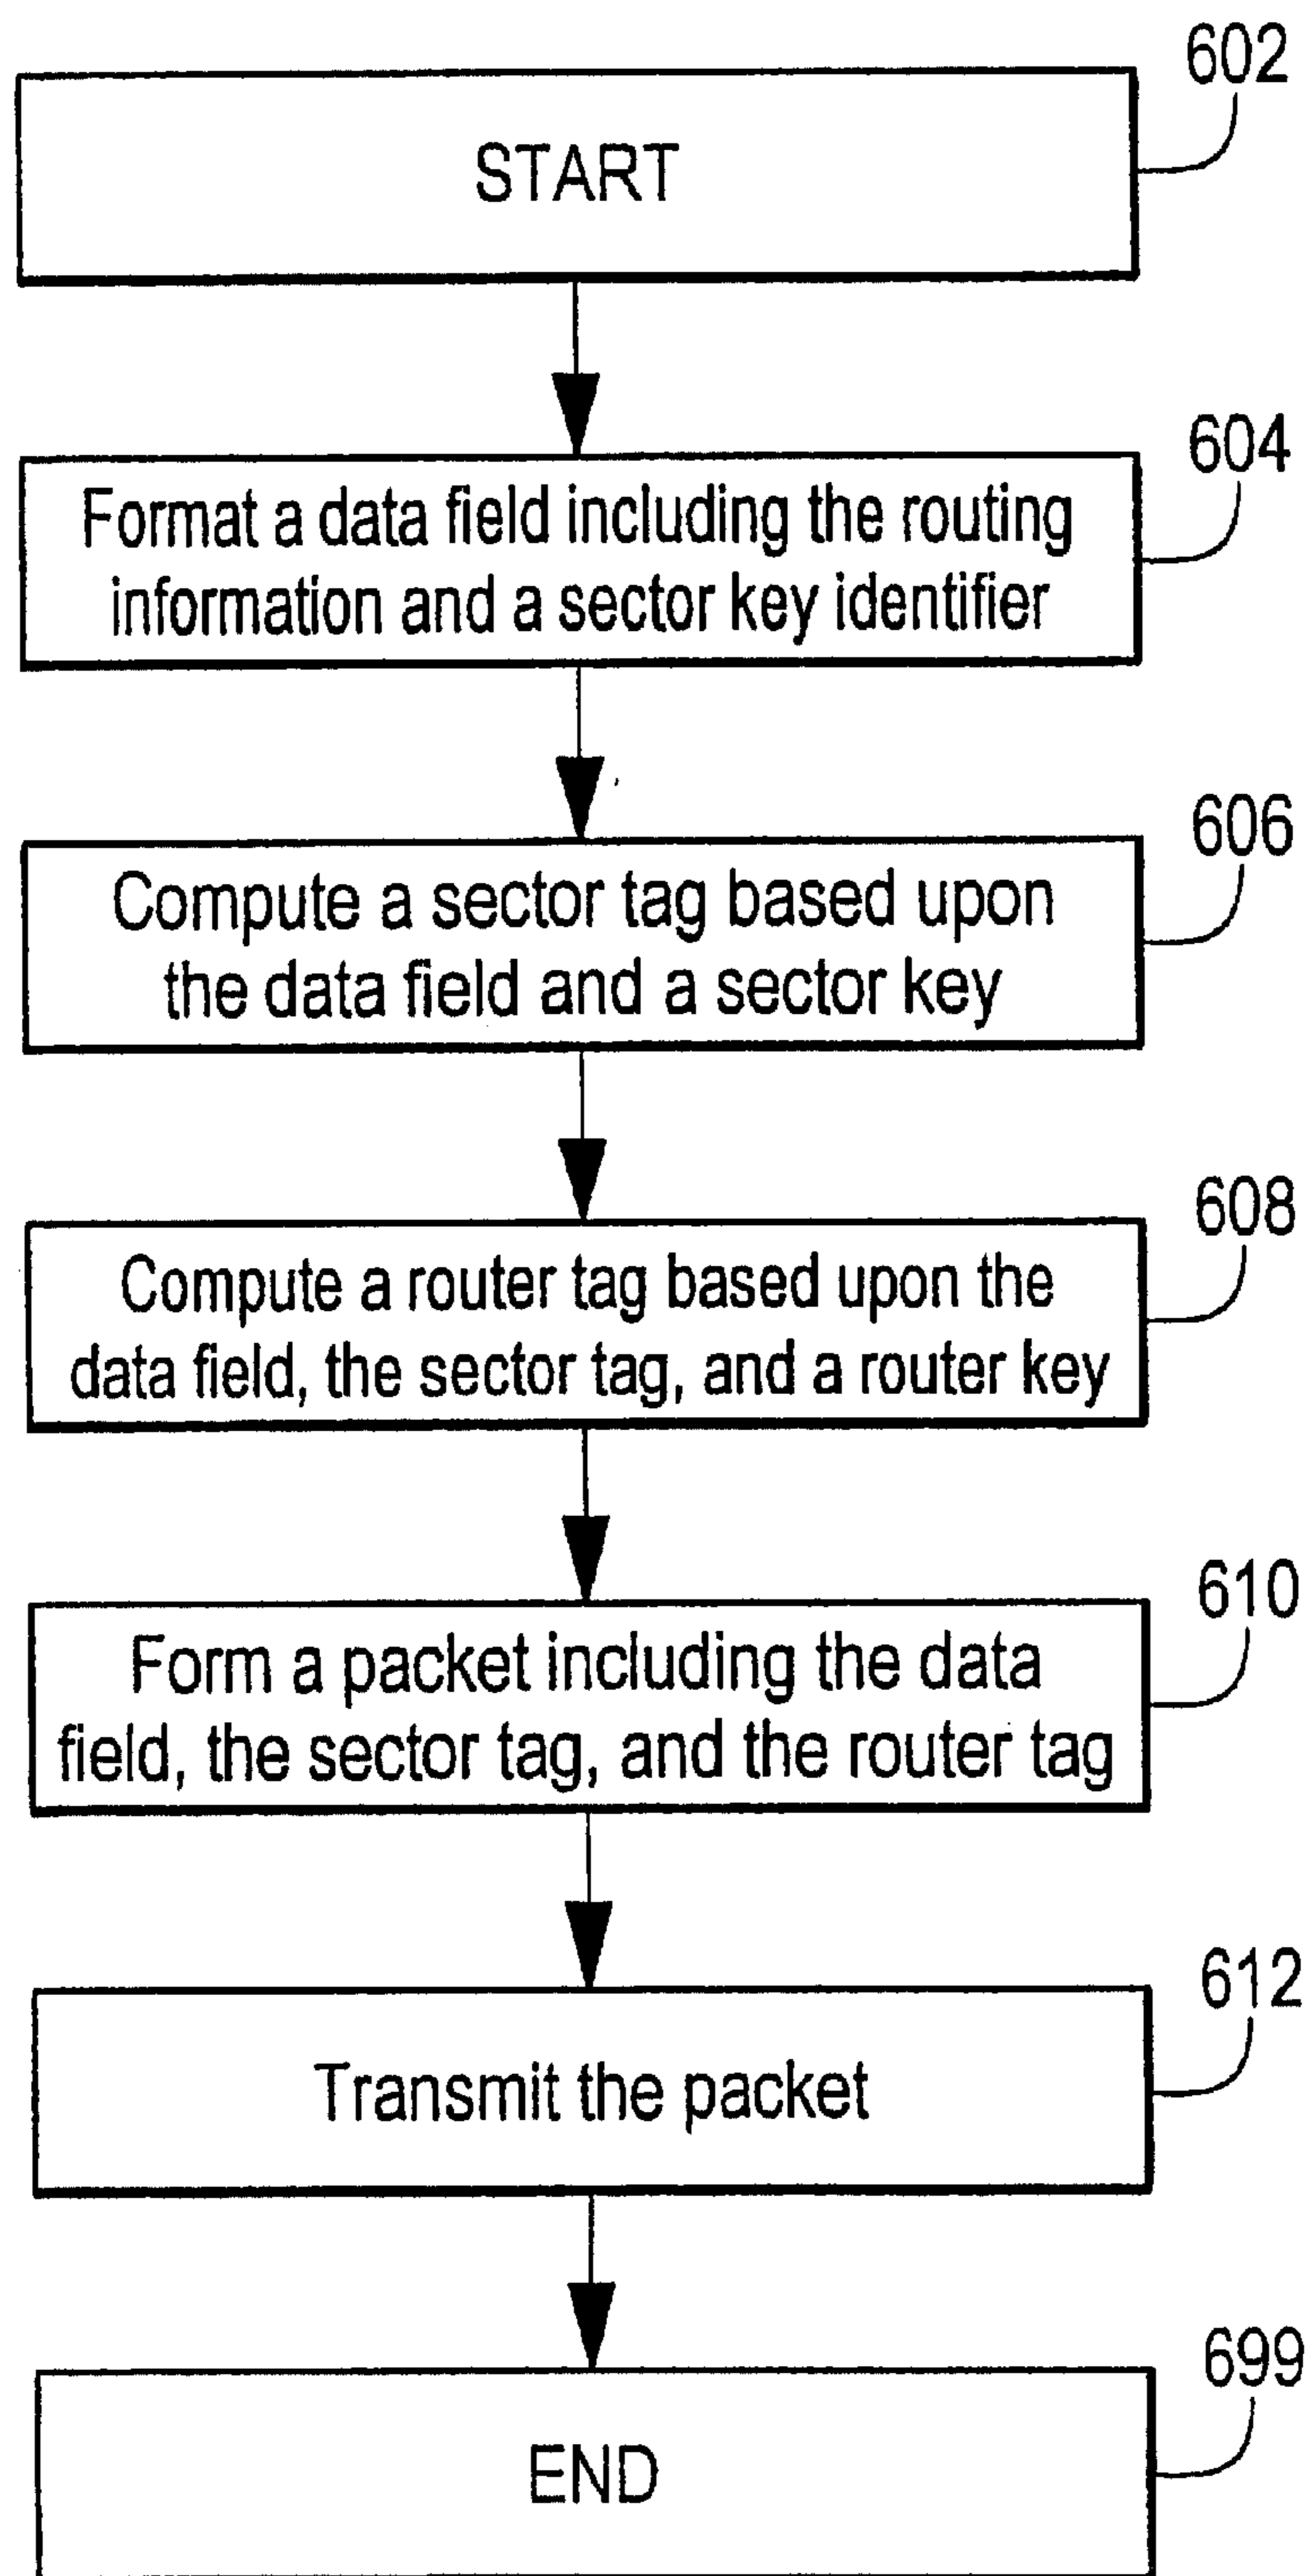 602
START
604
Format a data field including the routing
information and a sector key identifier
606
Compute a sector tag based upon
the data field and a sector key
608
Compute a router tag based upon the
data field, the sector tag, and a router key
610
Form a packet including the data
field, the sector tag, and the router tag
612
Transmit the packet
699
END